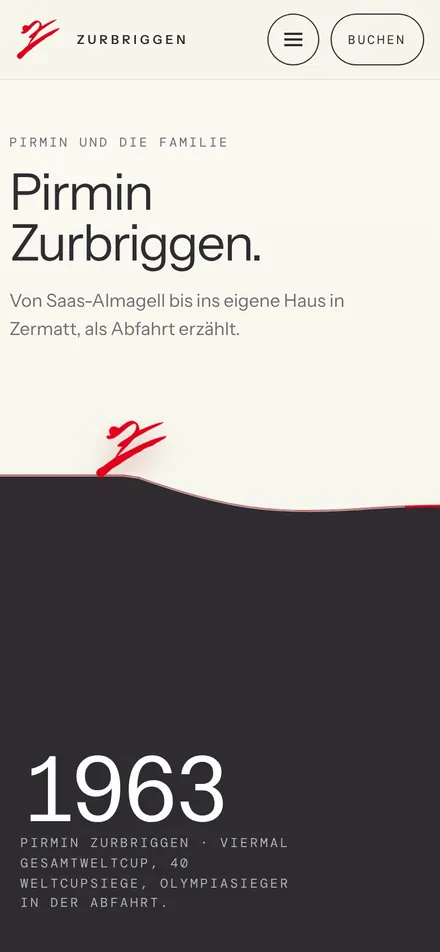 ZURBRIGGEN
BUCHEN
PIRMIN UND DIE FAMILIE
Pirmin
Zurbriggen.
Von Saas-Almagell bis ins eigene Haus in
Zermatt, als Abfahrt erzählt.
1963
PIRMIN ZURBRIGGEN · VIERMAL
GESAMTWELTCUP, 40
WELTCUPSIEGE, OLYMPIASIEGER
IN DER ABFAHRT.